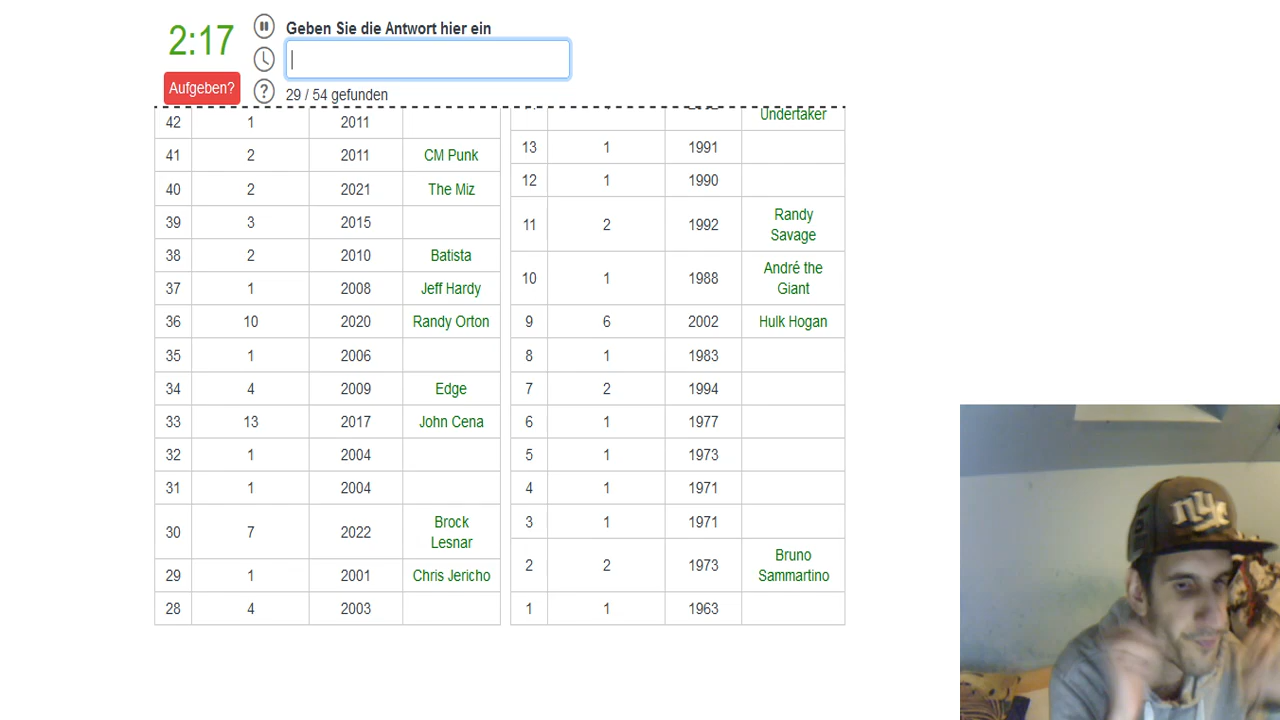 2:17
Aufgeben?
Geben Sie die Antwort hier ein
29 / 54 gefunden
42 1 2011
41 2 2011 CM Punk
40 2 2021 The Miz
39 3 2015
38 2 2010 Batista
37 1 2008 Jeff Hardy
36 10 2020 Randy Orton
35 1 2006
34 4 2009 Edge
33 13 2017 John Cena
32 1 2004
31 1 2004
30 7 2022 Brock
Lesnar
29 1 2001 Chris Jericho
28 4 2003
Undertaker
13 1 1991
12 1 1990
11 2 1992 Randy
Savage
10 1 1988 André the
Giant
9 6 2002 Hulk Hogan
8 1 1983
7 2 1994
6 1 1977
5 1 1973
4 1 1971
3 1 1971
2 2 1973 Bruno
Sammartino
1 1 1963
nyc